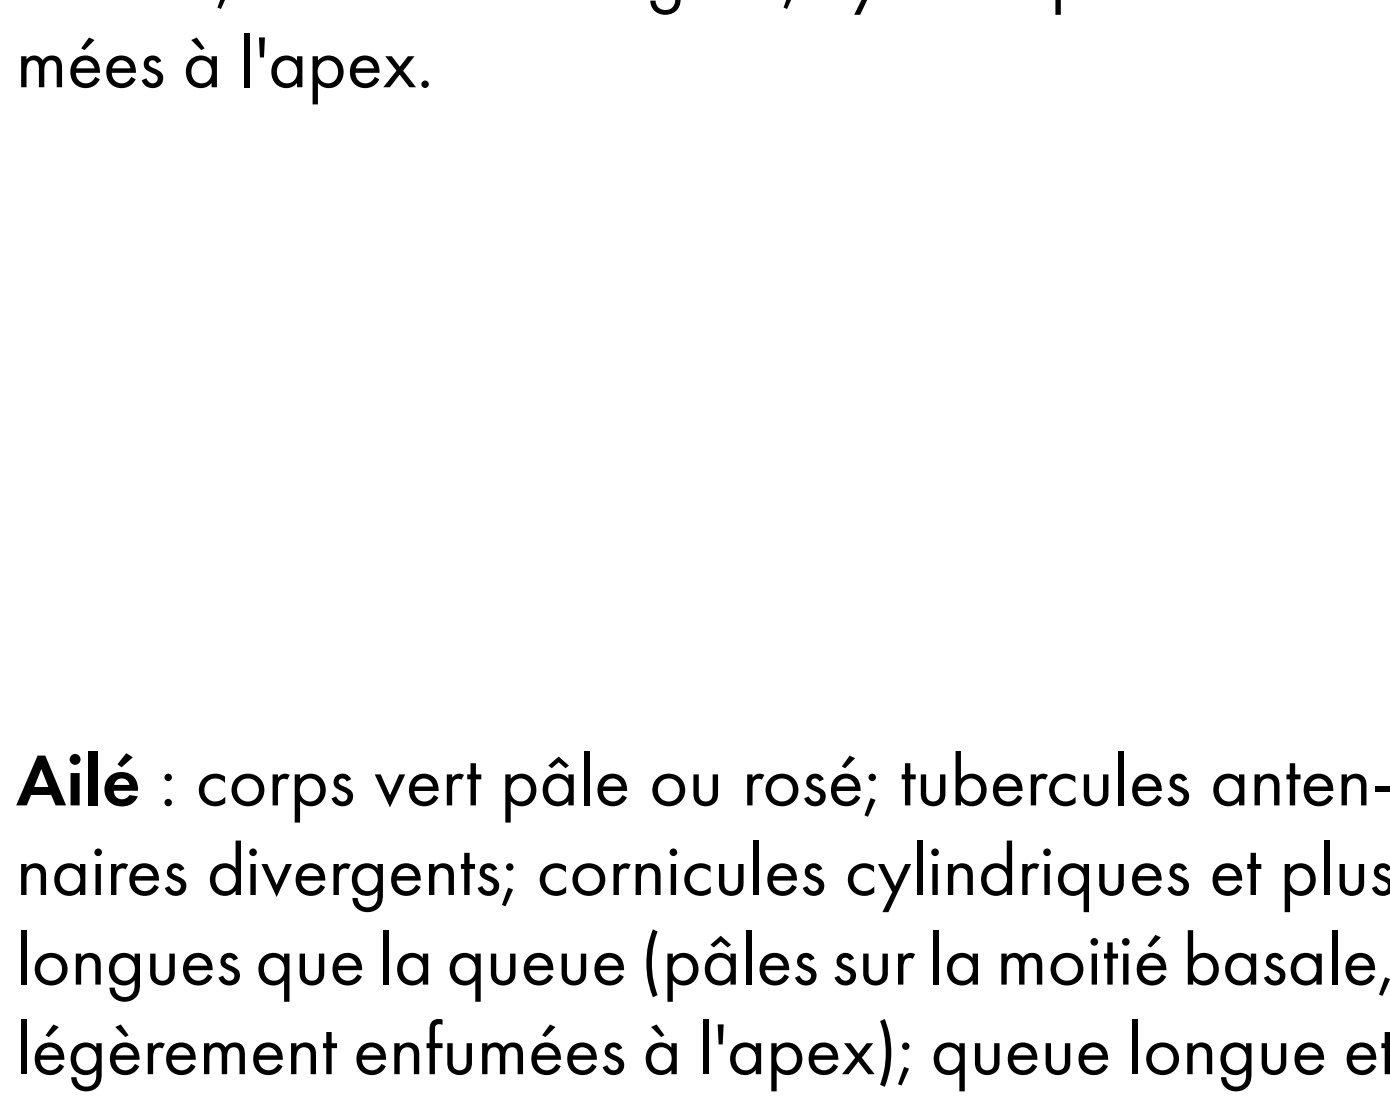 mées à l'apex.
Ailé : corps vert pâle ou rosé; tubercules anten-
naires divergents; cornicules cylindriques et plus
longues que la queue (pâles sur la moitié basale,
légèrement enfumées à l'apex); queue longue et